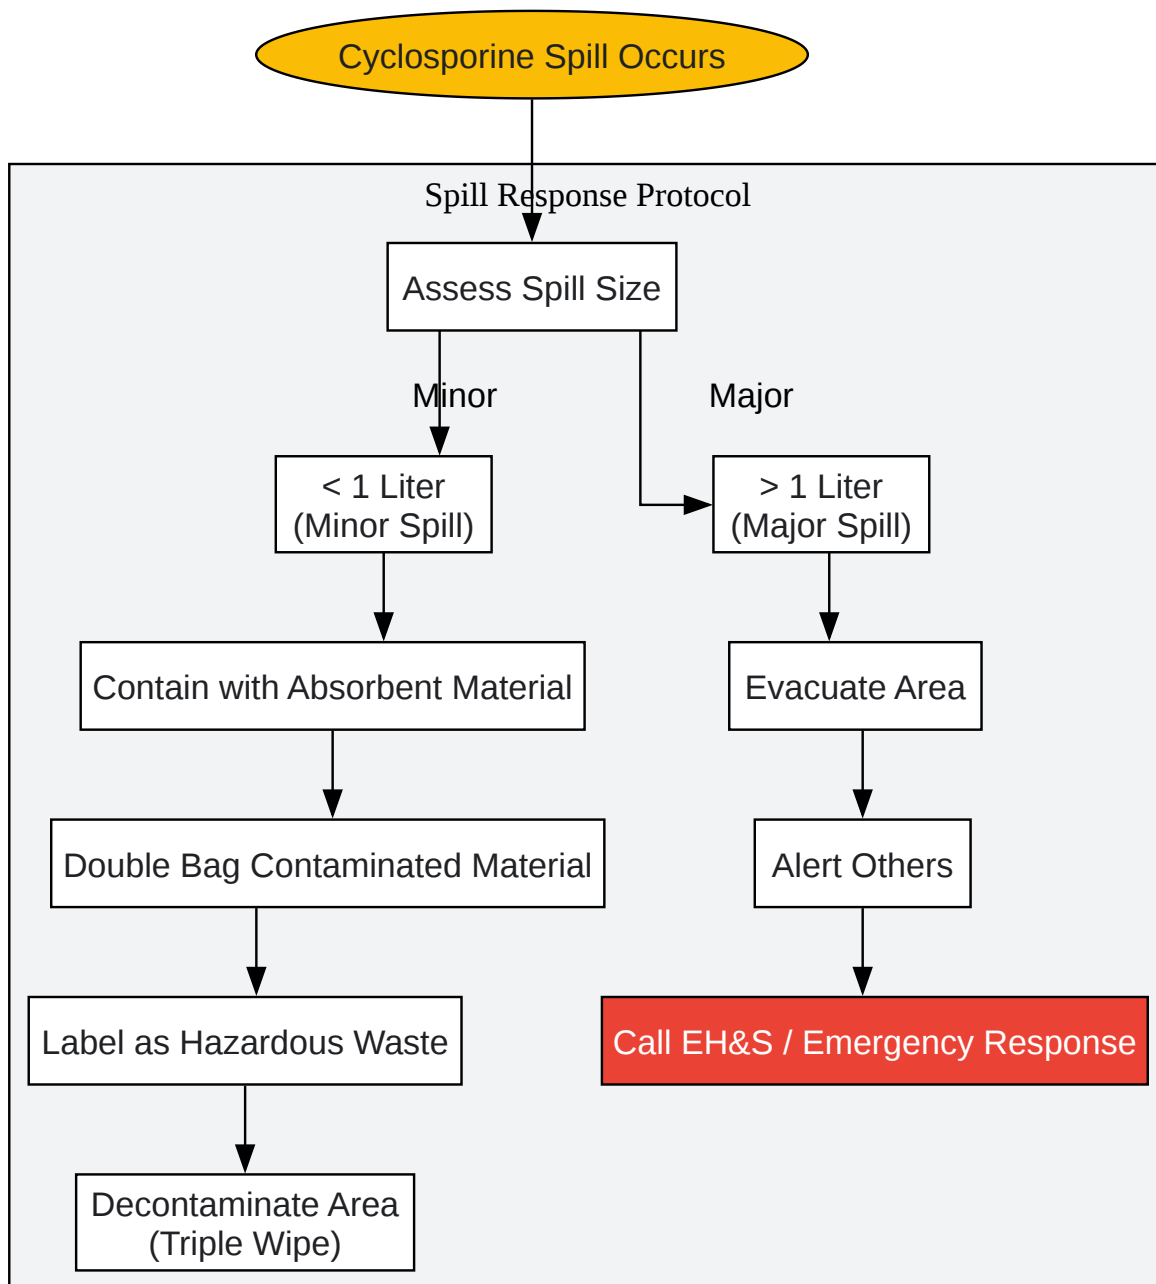 Cyclosporine Spill Occurs
Spill Response Protocol
Assess Spill Size
Minor
Major
< 1 Liter
(Minor Spill)
> 1 Liter
(Major Spill)
Contain with Absorbent Material
Evacuate Area
Double Bag Contaminated Material
Alert Others
Label as Hazardous Waste
Call EH&S / Emergency Response
Decontaminate Area
(Triple Wipe)